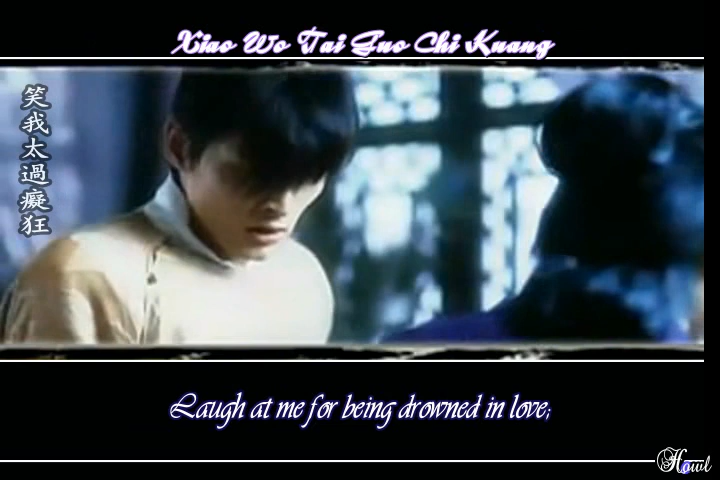 Xiao Wo Tai Guo Chi Kuang
笑我太過癡狂
Laugh at me for being drowned in love;
Howl